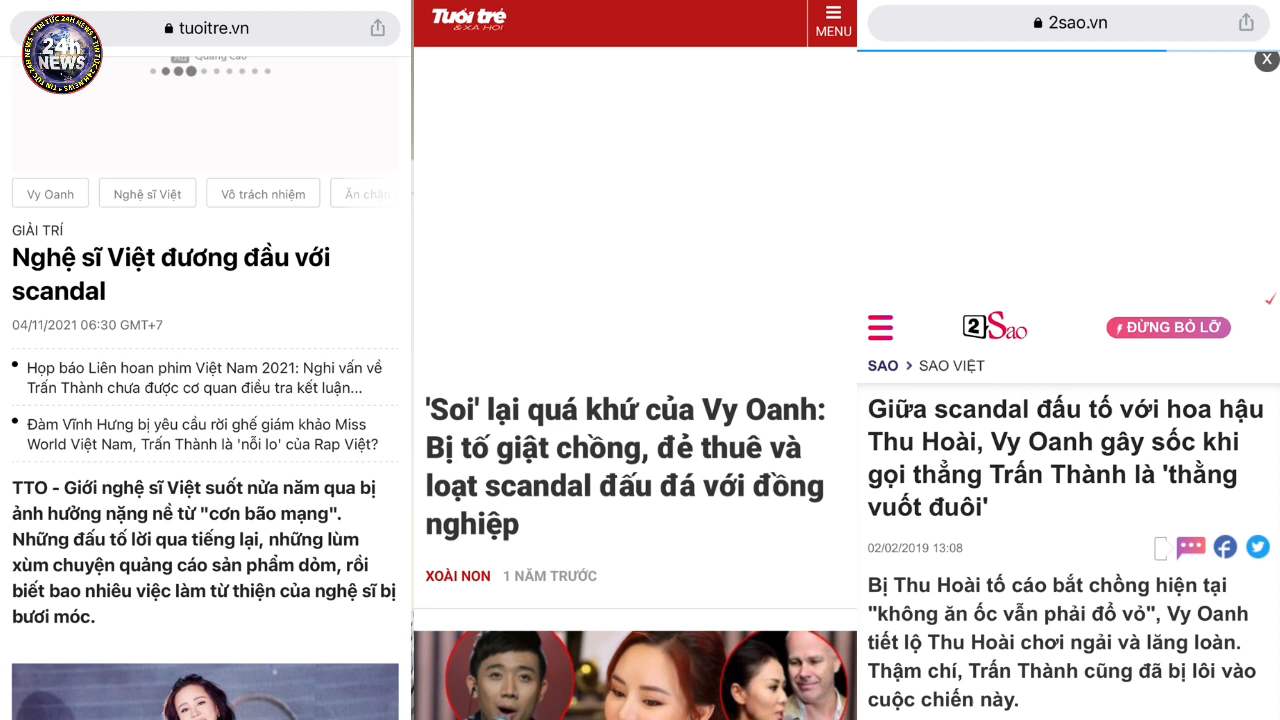 tuoitre.vn
TIN TỨC 24H NEWS
24h
NEWS
Ad Quảng Cáo
Vy Oanh
Nghệ sĩ Việt
Vô trách nhiệm
Ăn chặn
GIẢI TRÍ
Nghệ sĩ Việt đương đầu với
scandal
04/11/2021 06:30 GMT+7
Họp báo Liên hoan phim Việt Nam 2021: Nghi vấn về
Trấn Thành chưa được cơ quan điều tra kết luận...
Đàm Vĩnh Hưng bị yêu cầu rời ghế giám khảo Miss
World Việt Nam, Trấn Thành là 'nỗi lo' của Rap Việt?
TTO - Giới nghệ sĩ Việt suốt nửa năm qua bị
ảnh hưởng nặng nề từ "cơn bão mạng".
Những đấu tố lời qua tiếng lại, những lùm
xùm chuyện quảng cáo sản phẩm dỏm, rồi
biết bao nhiêu việc làm từ thiện của nghệ sĩ bị
bươi móc.
Tuổi trẻ
& XÃ HỘI
MENU
'Soi' lại quá khứ của Vy Oanh:
Bị tố giật chồng, đẻ thuê và
loạt scandal đấu đá với đồng
nghiệp
XOÀI NON 1 NĂM TRƯỚC
2sao.vn
X
2Sao
ĐỪNG BỎ LỠ
SAO > SAO VIỆT
Giữa scandal đấu tố với hoa hậu
Thu Hoài, Vy Oanh gây sốc khi
gọi thẳng Trấn Thành là 'thằng
vuốt đuôi'
02/02/2019 13:08
Bị Thu Hoài tố cáo bắt chồng hiện tại
"không ăn ốc vẫn phải đổ vỏ", Vy Oanh
tiết lộ Thu Hoài chơi ngải và lăng loàn.
Thậm chí, Trấn Thành cũng đã bị lôi vào
cuộc chiến này.